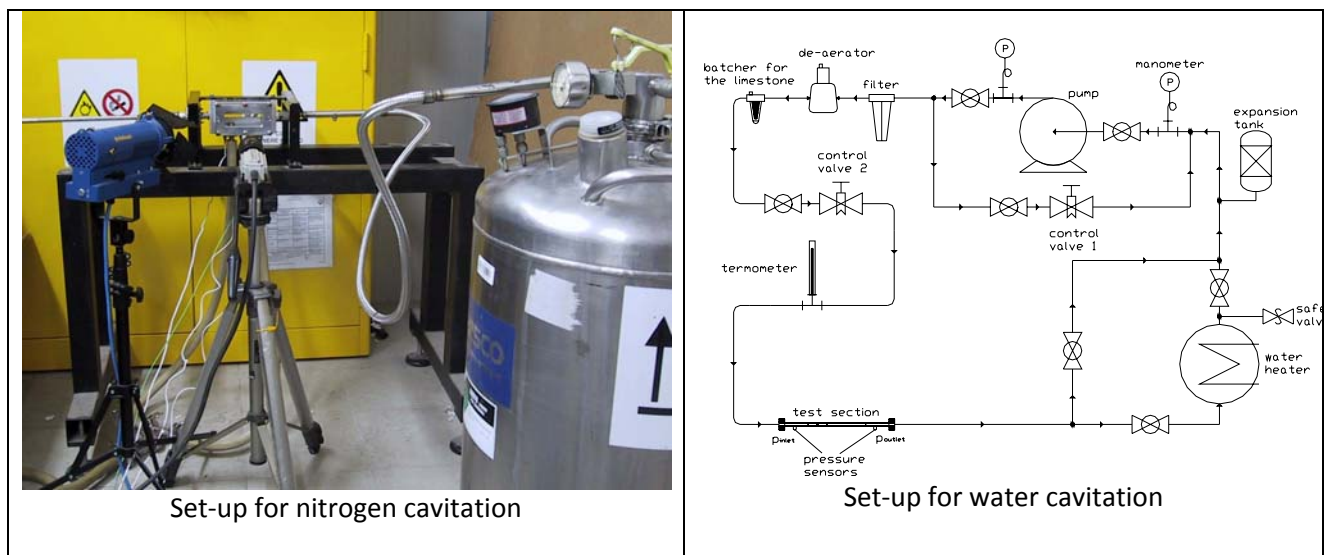 ESCO
Set-up for nitrogen cavitation
de-aerator
batcher for
the limestone
filter
P
pump
manometer
P
expansion
tank
control
valve 2
control
valve 1
termometer
safe
valv
water
heater
test section
Pinlet
Poutlet
pressure
sensors
Set-up for water cavitation